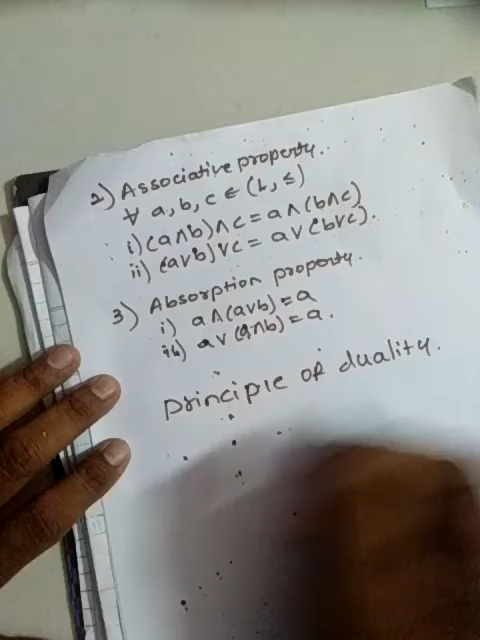 2) Associative property.
∀ a, b, c ∈ (L, ≤)
i) (a∧b)∧c = a∧(b∧c)
ii) (a∨b)∨c = a∨(b∨c).
3) Absorption property.
i) a∧(a∨b) = a
ii) a∨(a∧b) = a.
principle of duality.